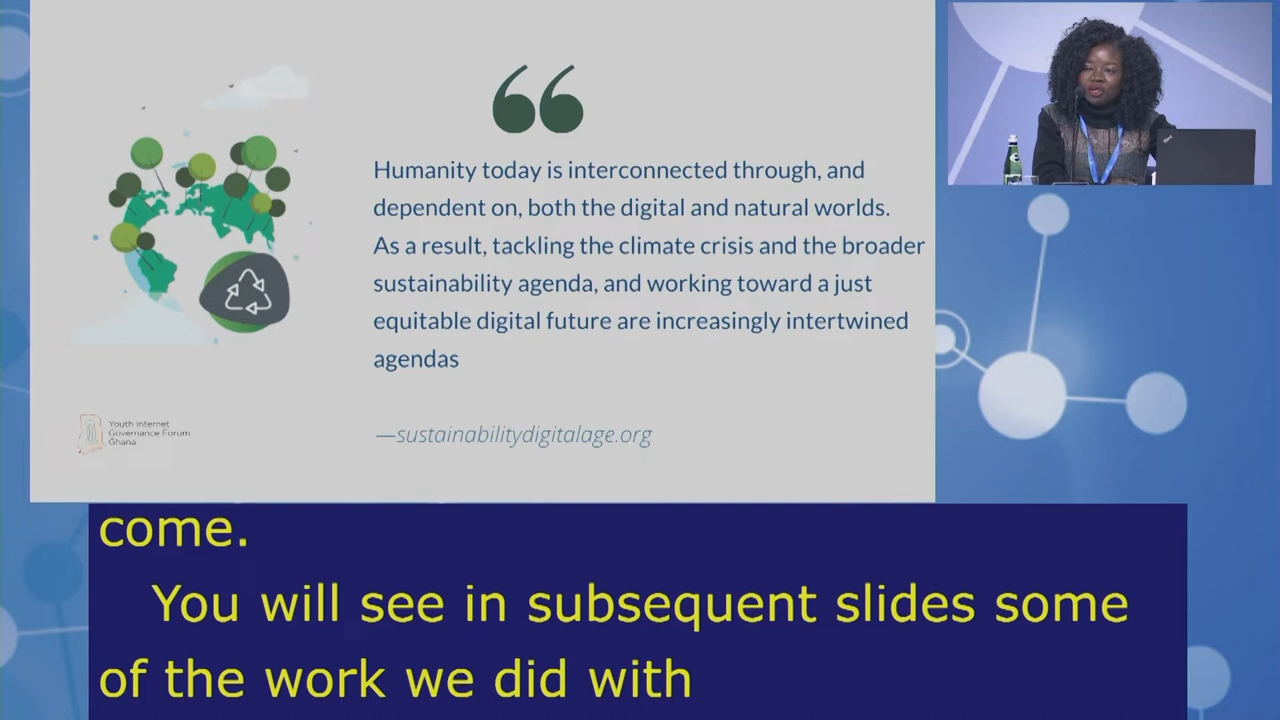 Humanity today is interconnected through, and
dependent on, both the digital and natural worlds.
As a result, tackling the climate crisis and the broader
sustainability agenda, and working toward a just
equitable digital future are increasingly intertwined
agendas
—sustainabilitydigitalage.org
Youth Internet
Governance Forum
Ghana
come.
You will see in subsequent slides some
of the work we did with